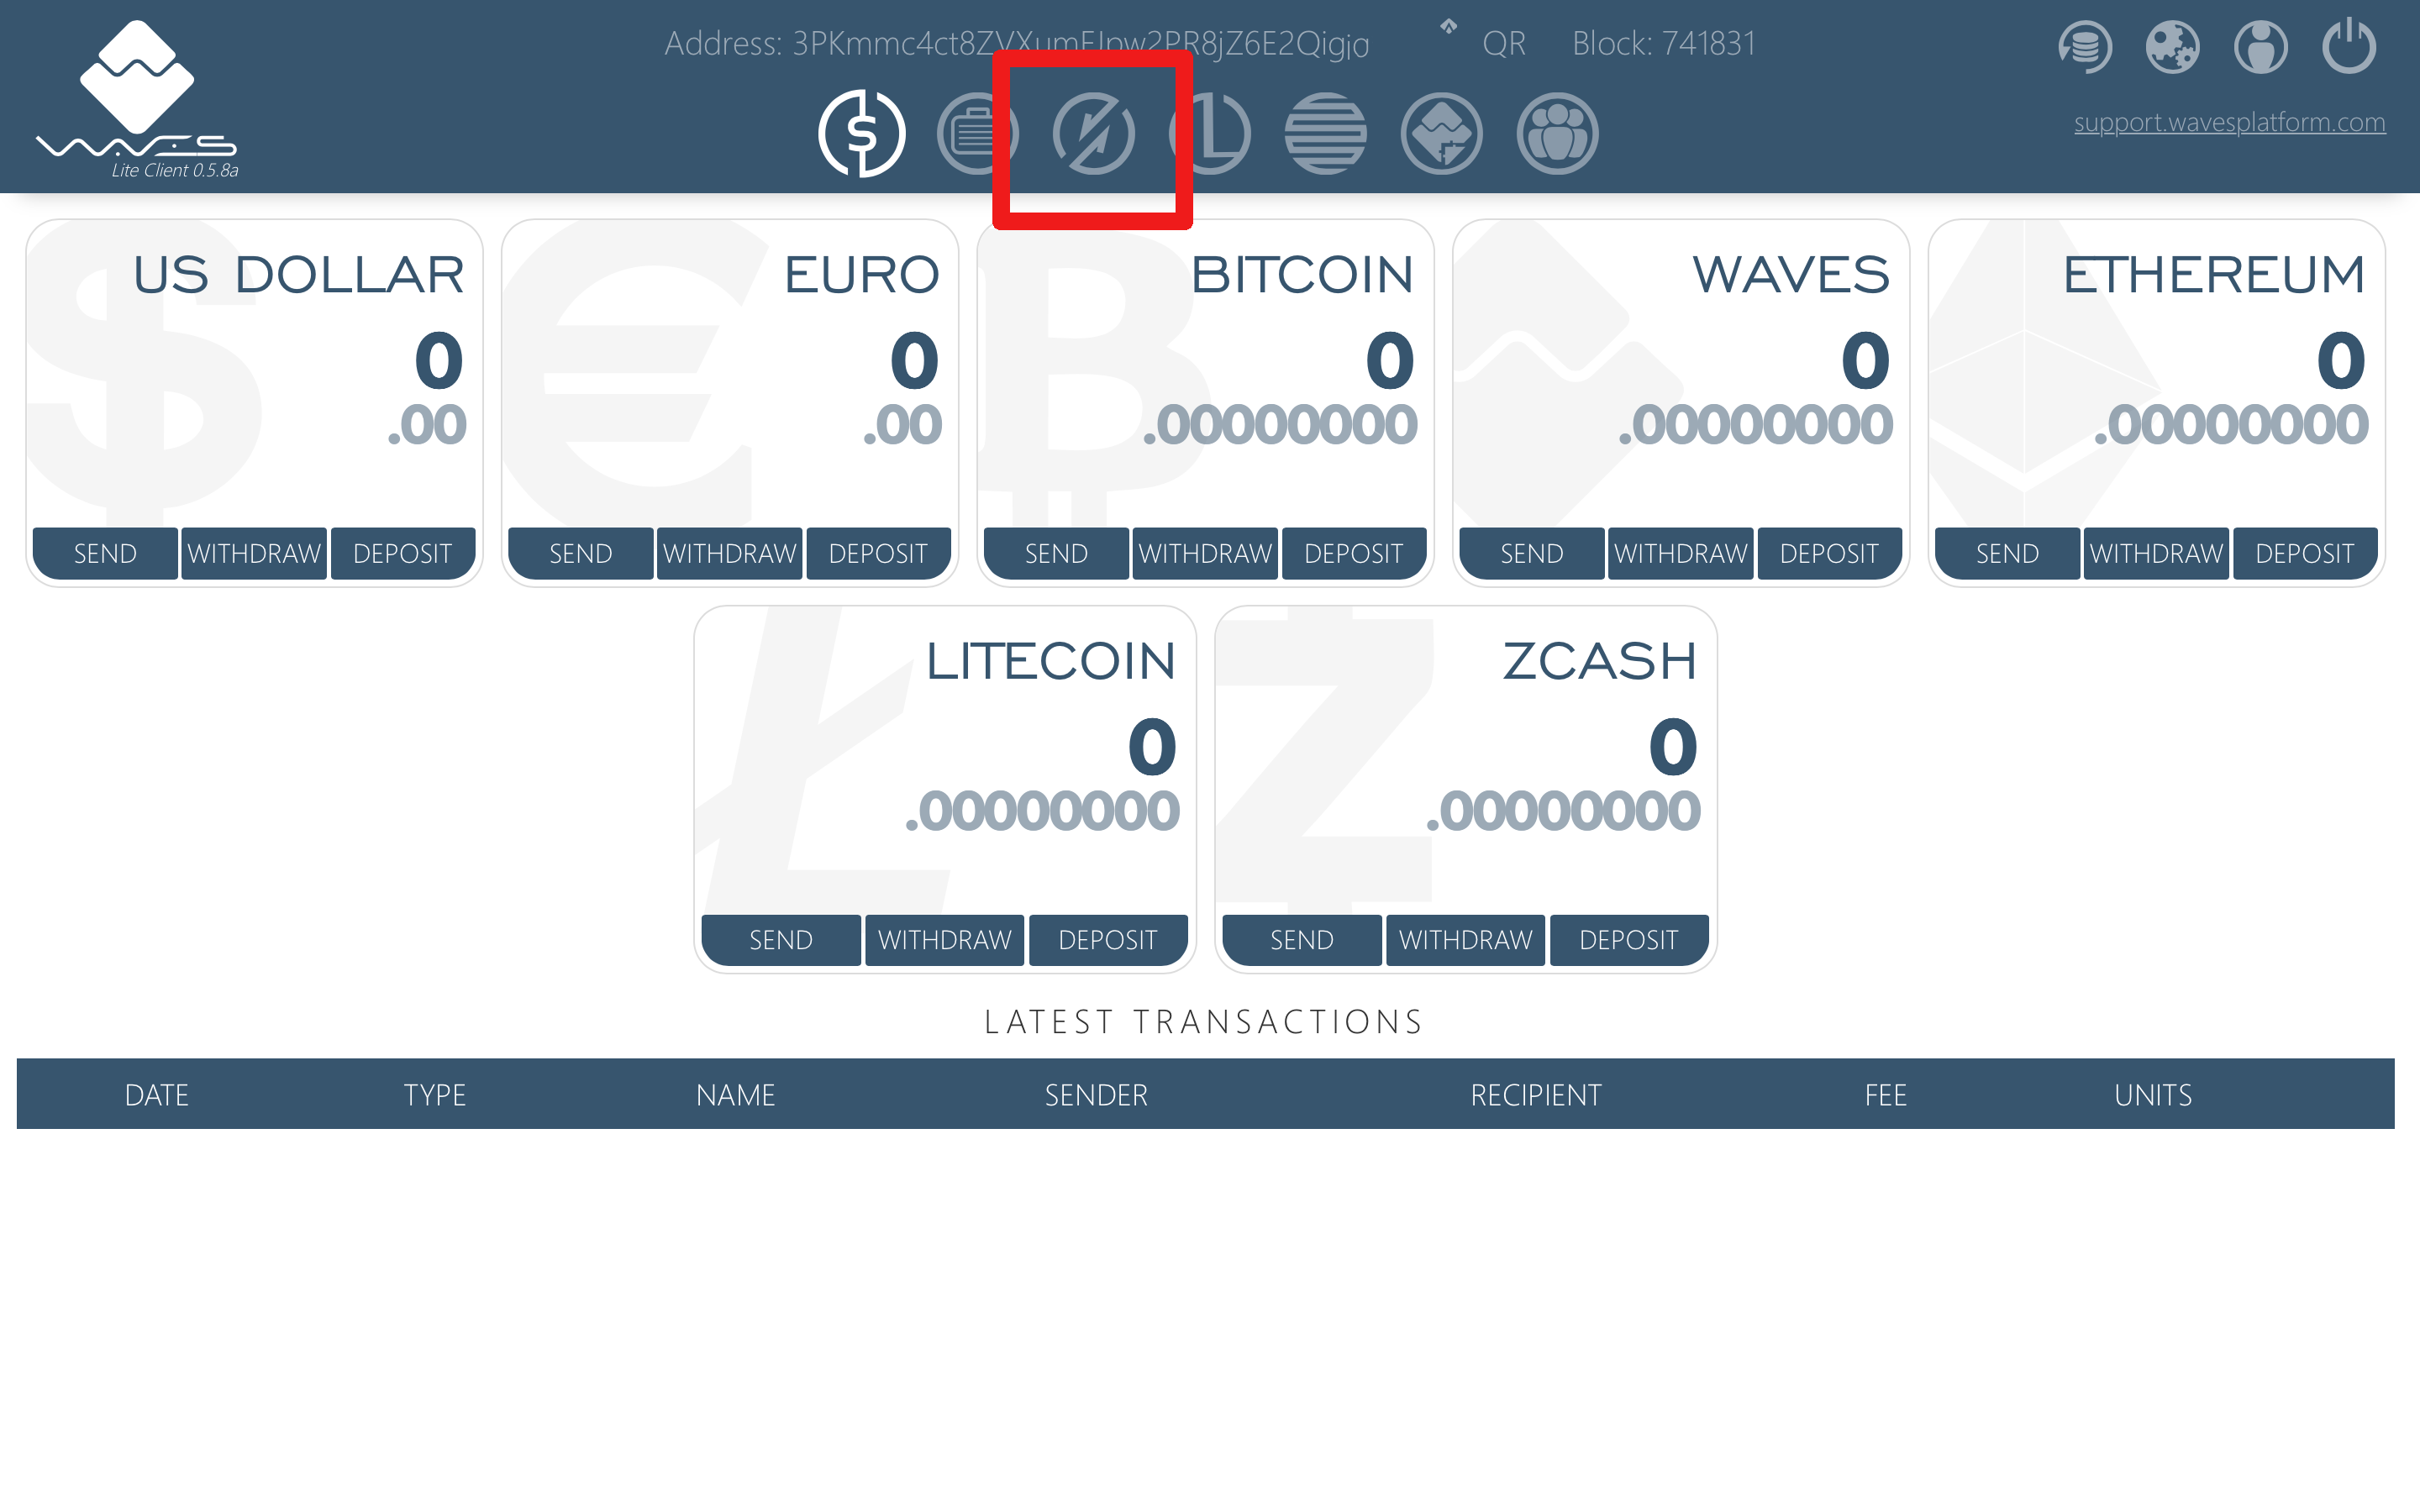 Address: 3PKmmc4ct8ZVXumEJpw2PR8jZ6E2Qigjq QR Block: 741831
WAVES
Lite Client 0.5.8a
support.wavesplatform.com
US DOLLAR
0
.00
SEND WITHDRAW DEPOSIT
EURO
0
.00
SEND WITHDRAW DEPOSIT
BITCOIN
0
.00000000
SEND WITHDRAW DEPOSIT
WAVES
0
.00000000
SEND WITHDRAW DEPOSIT
ETHEREUM
0
.00000000
SEND WITHDRAW DEPOSIT
LITECOIN
0
.00000000
SEND WITHDRAW DEPOSIT
ZCASH
0
.00000000
SEND WITHDRAW DEPOSIT
LATEST TRANSACTIONS
DATE TYPE NAME SENDER RECIPIENT FEE UNITS